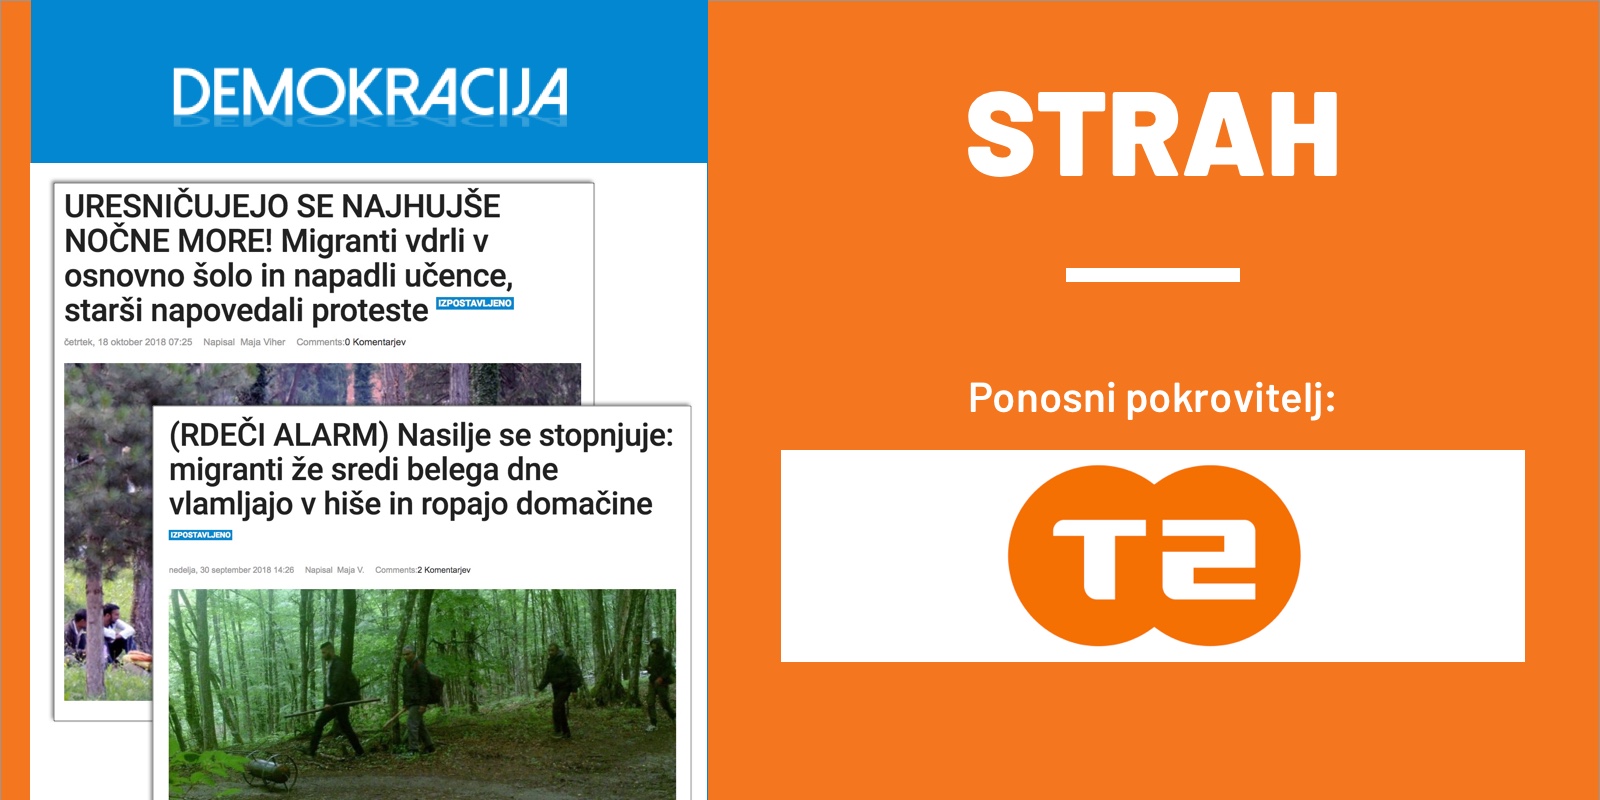 DEMOKRACIJA
URESNIČUJEJO SE NAJHUJŠE
NOČNE MORE! Migranti vdrli v
osnovno šolo in napadli učence,
starši napovedali proteste IZPOSTAVLJENO
četrtek, 18 oktober 2018 07:25 Napisal Maja Viher Comments:0 Komentarjev
(RDEČI ALARM) Nasilje se stopnjuje:
migranti že sredi belega dne
vlamljajo v hiše in ropajo domačine
IZPOSTAVLJENO
nedelja, 30 september 2018 14:26 Napisal Maja V. Comments:2 Komentarjev
STRAH
Ponosni pokrovitelj:
T2